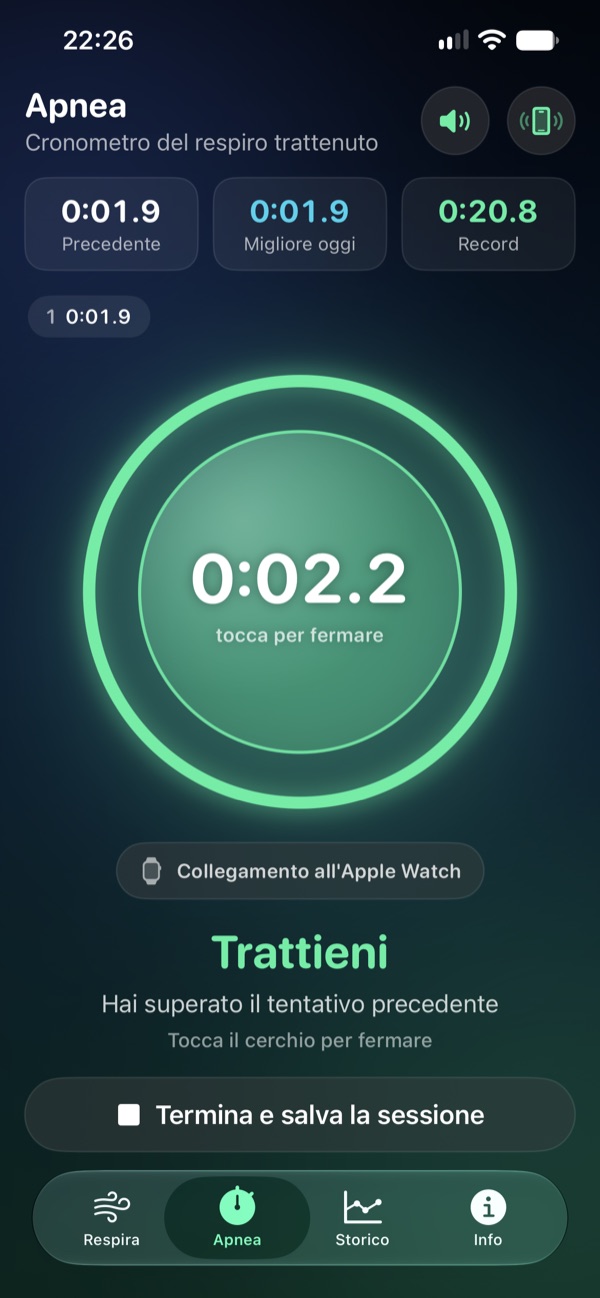 22:26
Apnea
Cronometro del respiro trattenuto
0:01.9
Precedente
0:01.9
Migliore oggi
0:20.8
Record
1 0:01.9
0:02.2
tocca per fermare
Collegamento all'Apple Watch
Trattieni
Hai superato il tentativo precedente
Tocca il cerchio per fermare
Termina e salva la sessione
Respira
Apnea
Storico
Info